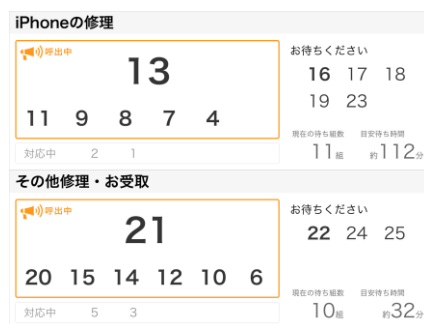 iPhoneの修理
呼出中
13
11 9 8 7 4
対応中 2 1
お待ちください
16 17 18
19 23
現在の待ち組数 目安待ち時間
11組 約112分
その他修理・お受取
呼出中
21
20 15 14 12 10 6
対応中 5 3
お待ちください
22 24 25
現在の待ち組数 目安待ち時間
10組 約32分